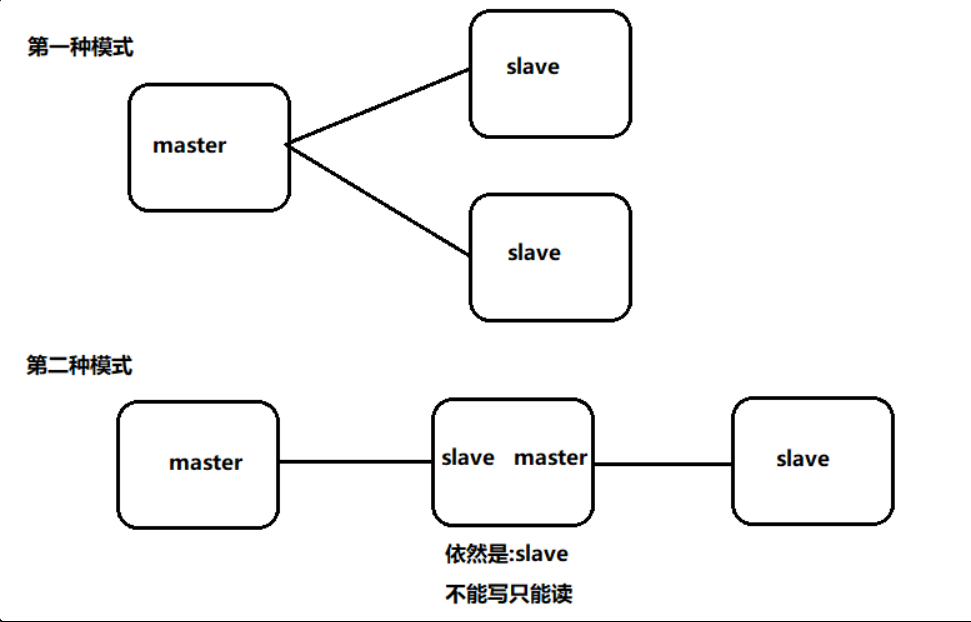 第一种模式
slave
master
slave
第二种模式
master
slave master
slave
依然是:slave
不能写只能读